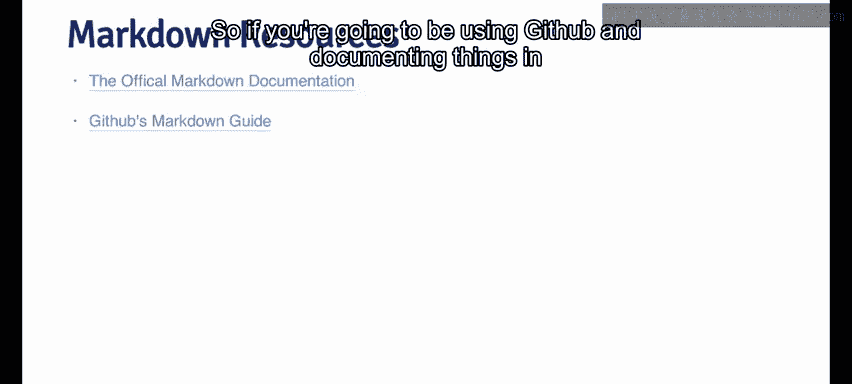 Markdown Resources
So if you're going to be using Github and
documenting things in
· The Offical Markdown Documentation
· Github's Markdown Guide